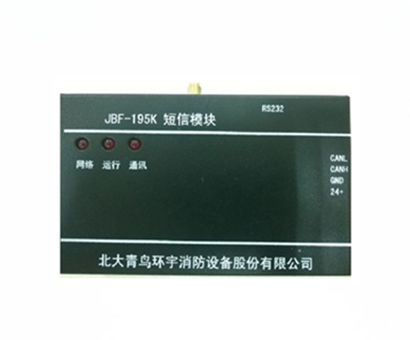 RS232
JBF-195K 短信模块
网络 运行 通讯
CANL
CANH
GND
24+
北大青鸟环宇消防设备股份有限公司